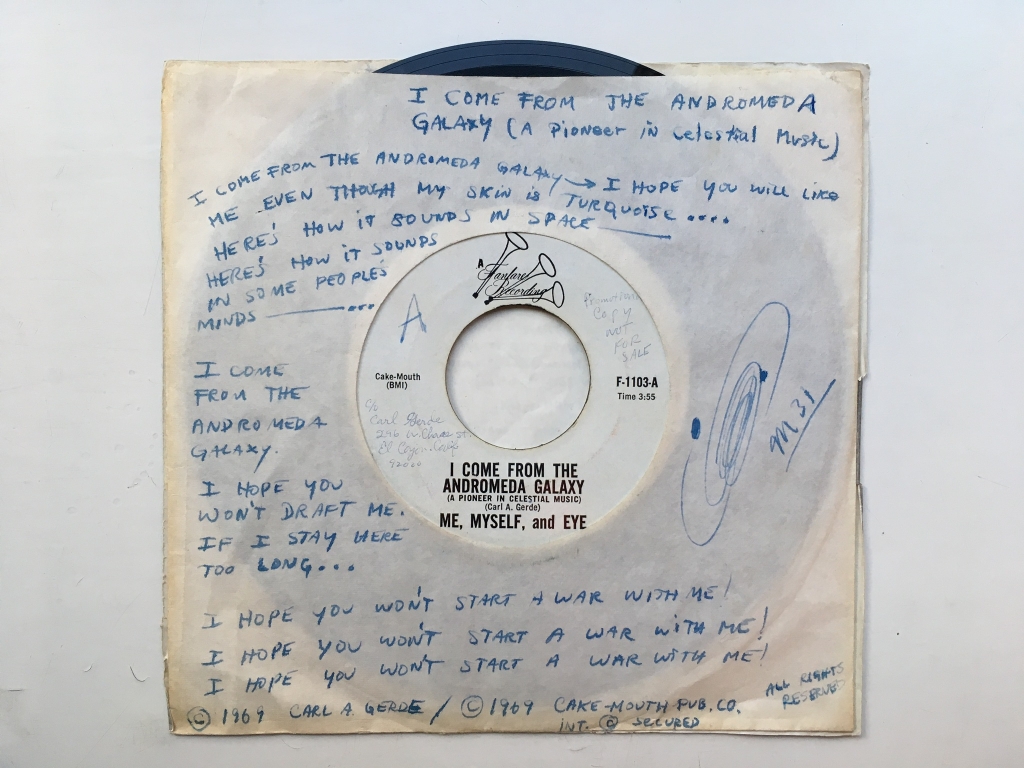 I COME FROM THE ANDROMEDA
GALAXY (A Pioneer in Celestial Music)
I COME FROM THE ANDROMEDA GALAXY → I HOPE YOU WILL LIKE
ME EVEN THOUGH MY SKIN is TURQUOISE....
HERE'S HOW iT SOUNDS IN SPACE
HERE'S HOW iT SOUNDS
IN SOME PEOPLE'S
MINDS ...
I COME
FROM THE
ANDROMEDA
GALAXY.
I HOPE YOU
WON'T DRAFT ME.
IF I STAY HERE
TOO LONG...
I HOPE YOU WON'T START A WAR WITH ME!
I HOPE YOU WON'T START A WAR WITH ME!
I HOPE YOU WON'T START A WAR WITH ME!
© 1969 CARL A. GERDE / © 1969 CAKE-MOUTH PUB. CO.
INT. © SECURED
ALL RIGHTS
RESERVED
M31
A
Fanfare
Recording
A
Promotional
Copy
NOT
FOR
SALE
Cake-Mouth
(BMI)
F-1103-A
Time 3:55
c/o
Carl Gerde
El Cajon Calif
I COME FROM THE
ANDROMEDA GALAXY
(A PIONEER IN CELESTIAL MUSIC)
(Carl A. Gerde)
ME, MYSELF, and EYE